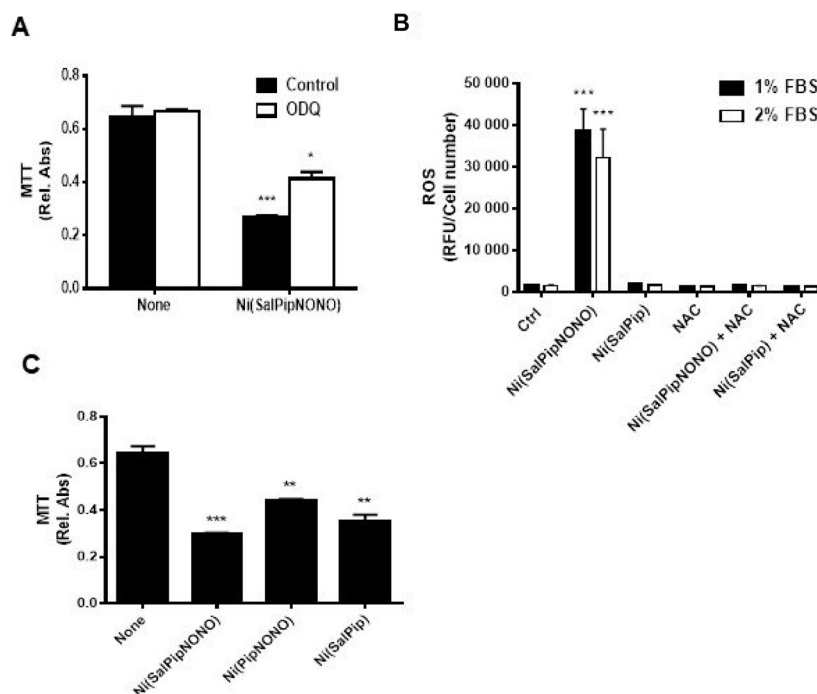 A
MTT
(Rel. Abs)
0.8
0.6
0.4
0.2
0.0
Control
ODQ
***
*
None
Ni(SalPipNONO)
B
ROS
(RFU/Cell number)
50 000
40 000
30 000
20 000
10 000
0
1% FBS
2% FBS
***
***
Ctrl
Ni(SalPipNONO)
Ni(SalPip)
NAC
Ni(SalPipNONO) + NAC
Ni(SalPip) + NAC
C
MTT
(Rel. Abs)
0.8
0.6
0.4
0.2
0.0
***
**
**
None
Ni(SalPipNONO)
Ni(PipNONO)
Ni(SalPip)